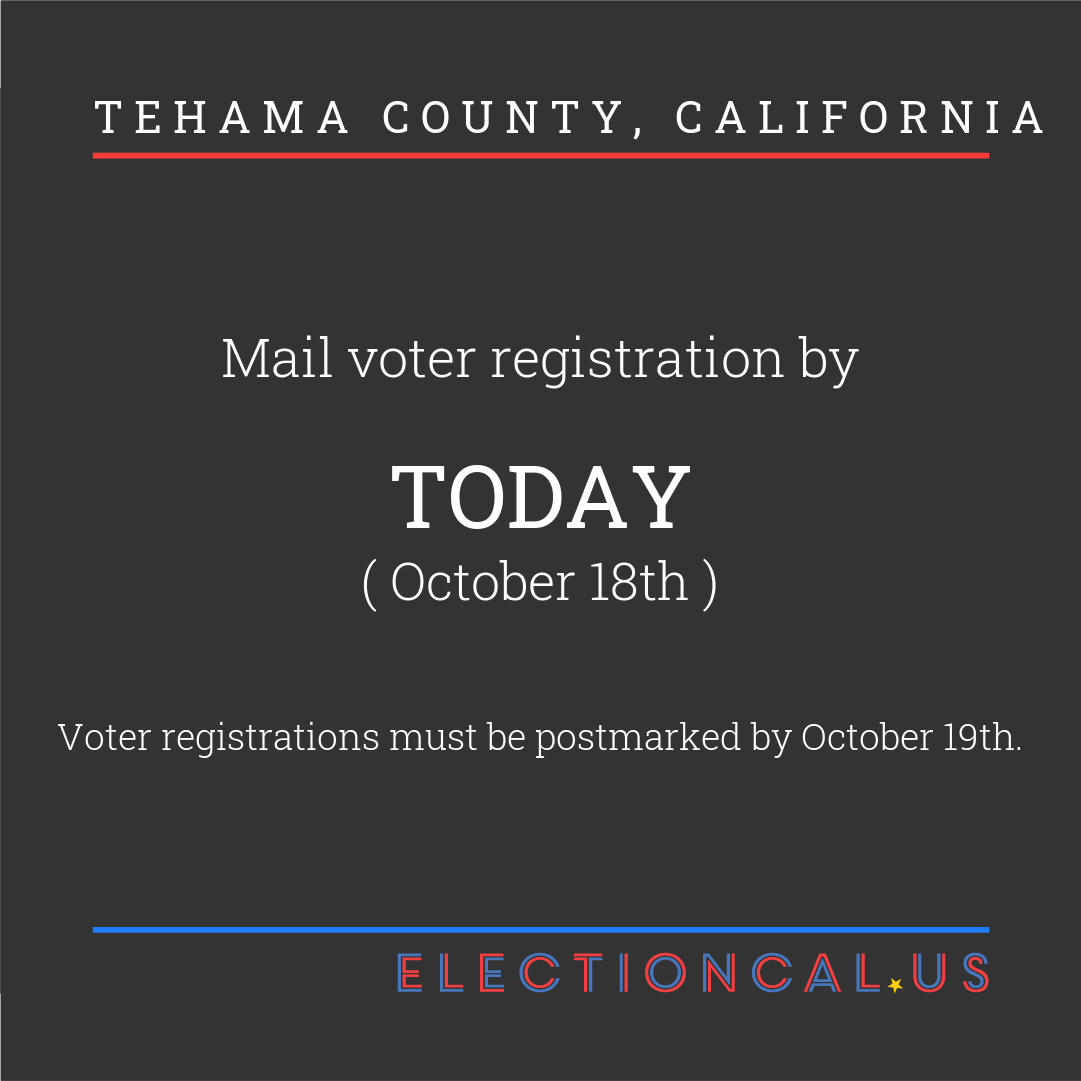 TEHAMA COUNTY, CALIFORNIA
Mail voter registration by
TODAY
( October 18th )
Voter registrations must be postmarked by October 19th.
ELECTIONCAL.US